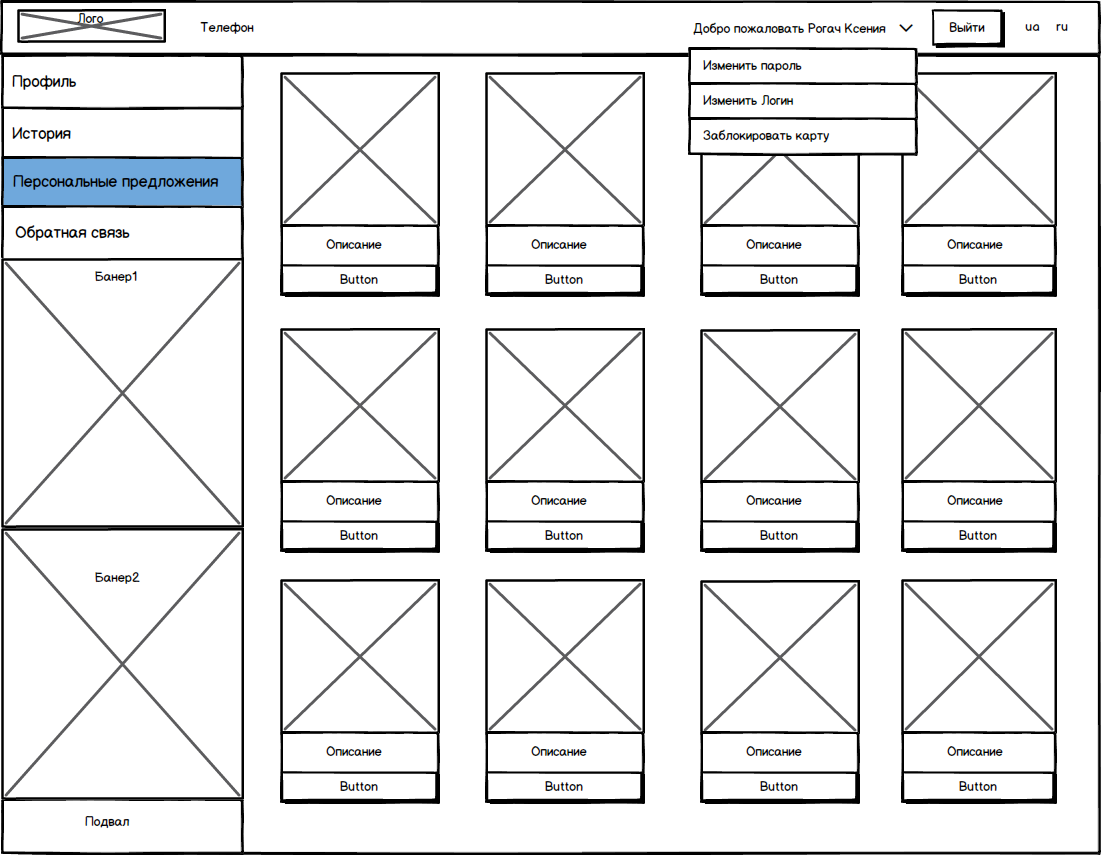 Лого
Телефон
Добро пожаловать Рогач Ксения
Выйти
ua
ru
Изменить пароль
Изменить Логин
Заблокировать карту
Профиль
История
Персональные предложения
Обратная связь
Банер1
Банер2
Подвал
Описание
Описание
Описание
Описание
Button
Button
Button
Button
Описание
Описание
Описание
Описание
Button
Button
Button
Button
Описание
Описание
Описание
Описание
Button
Button
Button
Button